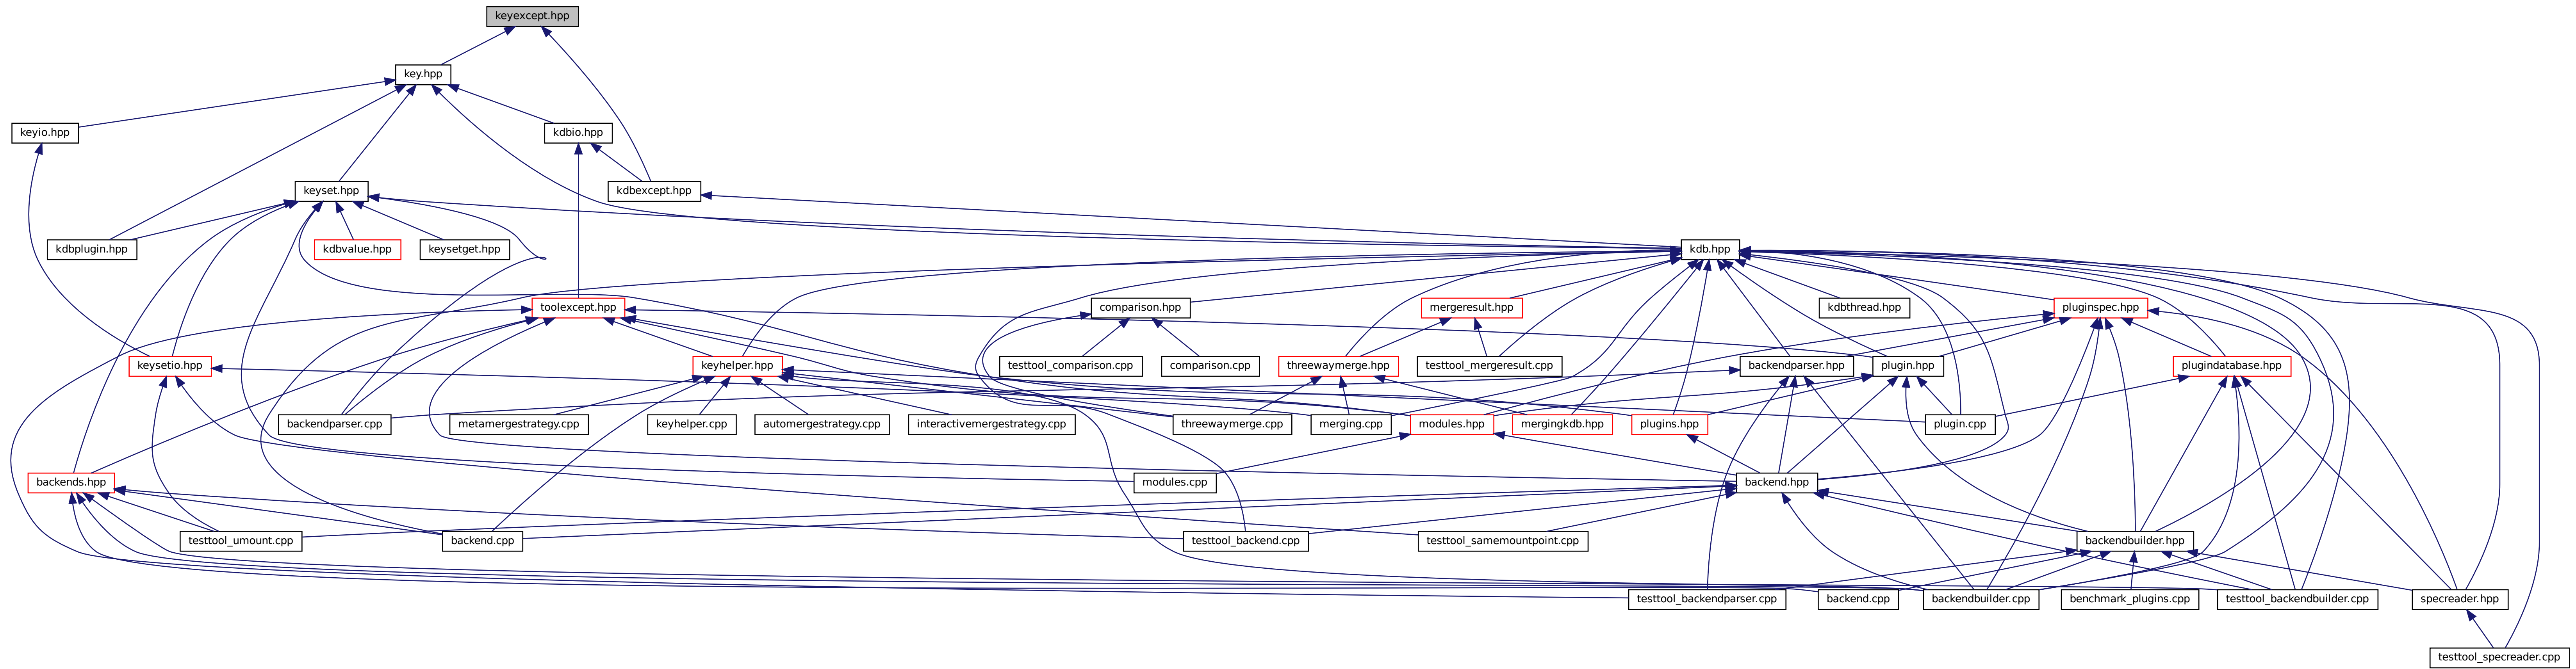 keyexcept.hpp
key.hpp
keyio.hpp
kdbio.hpp
keyset.hpp
kdbexcept.hpp
kdbplugin.hpp
kdbvalue.hpp
keysetget.hpp
kdb.hpp
toolexcept.hpp
comparison.hpp
mergeresult.hpp
kdbthread.hpp
pluginspec.hpp
keysetio.hpp
keyhelper.hpp
testtool_comparison.cpp
comparison.cpp
threewaymerge.hpp
testtool_mergeresult.cpp
backendparser.hpp
plugin.hpp
plugindatabase.hpp
backendparser.cpp
metamergestrategy.cpp
keyhelper.cpp
automergestrategy.cpp
interactivemergestrategy.cpp
threewaymerge.cpp
merging.cpp
modules.hpp
mergingkdb.hpp
plugins.hpp
plugin.cpp
backends.hpp
modules.cpp
backend.hpp
testtool_umount.cpp
backend.cpp
testtool_backend.cpp
testtool_samemountpoint.cpp
backendbuilder.hpp
testtool_backendparser.cpp
backend.cpp
backendbuilder.cpp
benchmark_plugins.cpp
testtool_backendbuilder.cpp
specreader.hpp
testtool_specreader.cpp